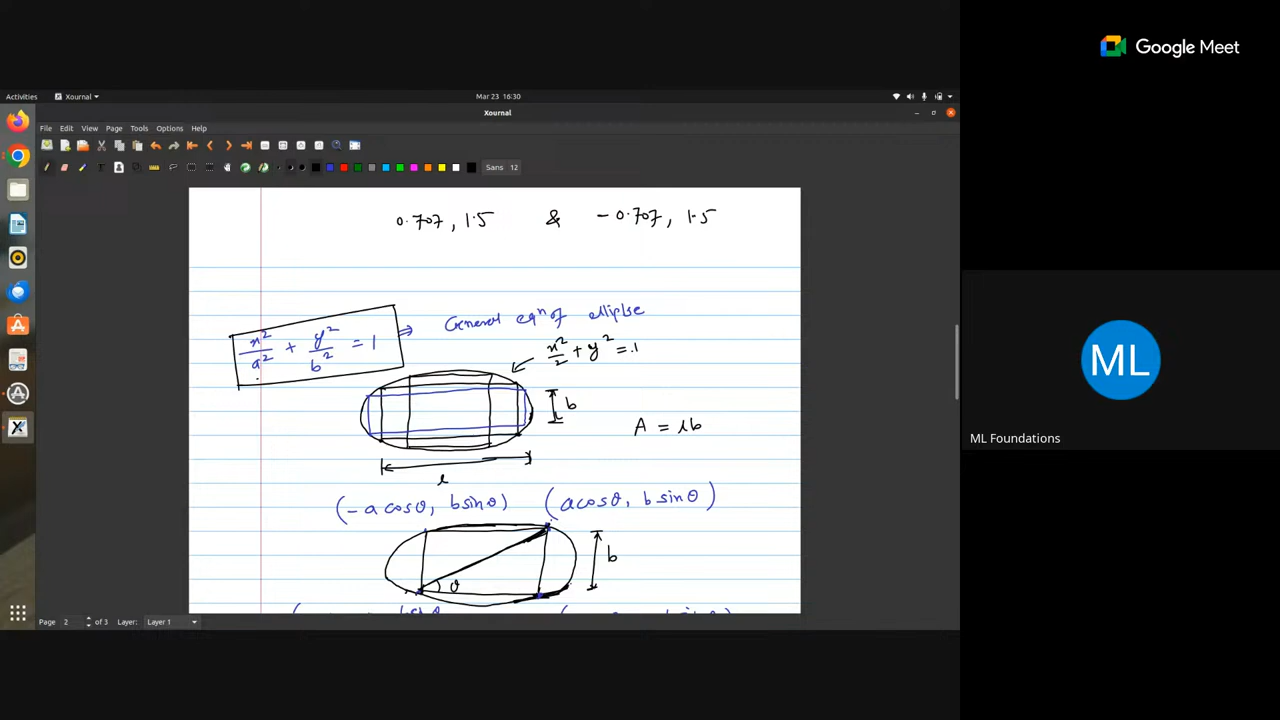 Google Meet
Activities Xournal Mar 23 16:30
Xournal
File Edit View Page Tools Options Help
Sans 12
0.707, 1.5 & -0.707, 1.5
x²/a² + y²/b² = 1 ⇒ General eqⁿ of ellipse
x²/2 + y² = 1
b
A = lb
l
(-a cosθ, b sinθ) (a cosθ, b sinθ)
b
θ
ML
ML Foundations
Page 2 of 3 Layer: Layer 1